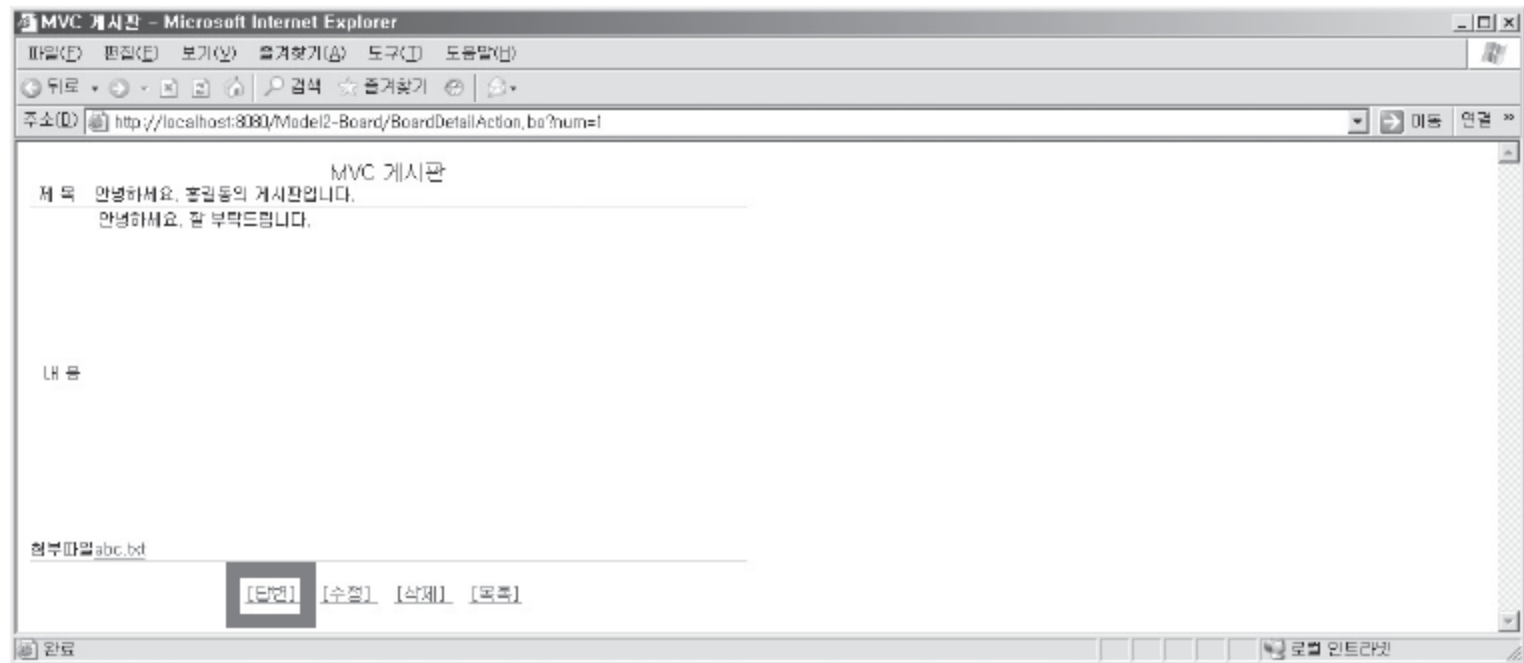 MVC 게시판 - Microsoft Internet Explorer
파일(F) 편집(E) 보기(V) 즐겨찾기(A) 도구(T) 도움말(H)
뒤로 검색 즐겨찾기
주소(D) http://localhost:8080/Model2-Board/BoardDetailAction.bo?num=1 이동 연결 »
MVC 게시판
제 목 안녕하세요. 홍길동의 게시판입니다.
안녕하세요. 잘 부탁드립니다.
내 용
첨부파일 abc.txt
[답변] [수정] [삭제] [목록]
완료 로컬 인트라넷